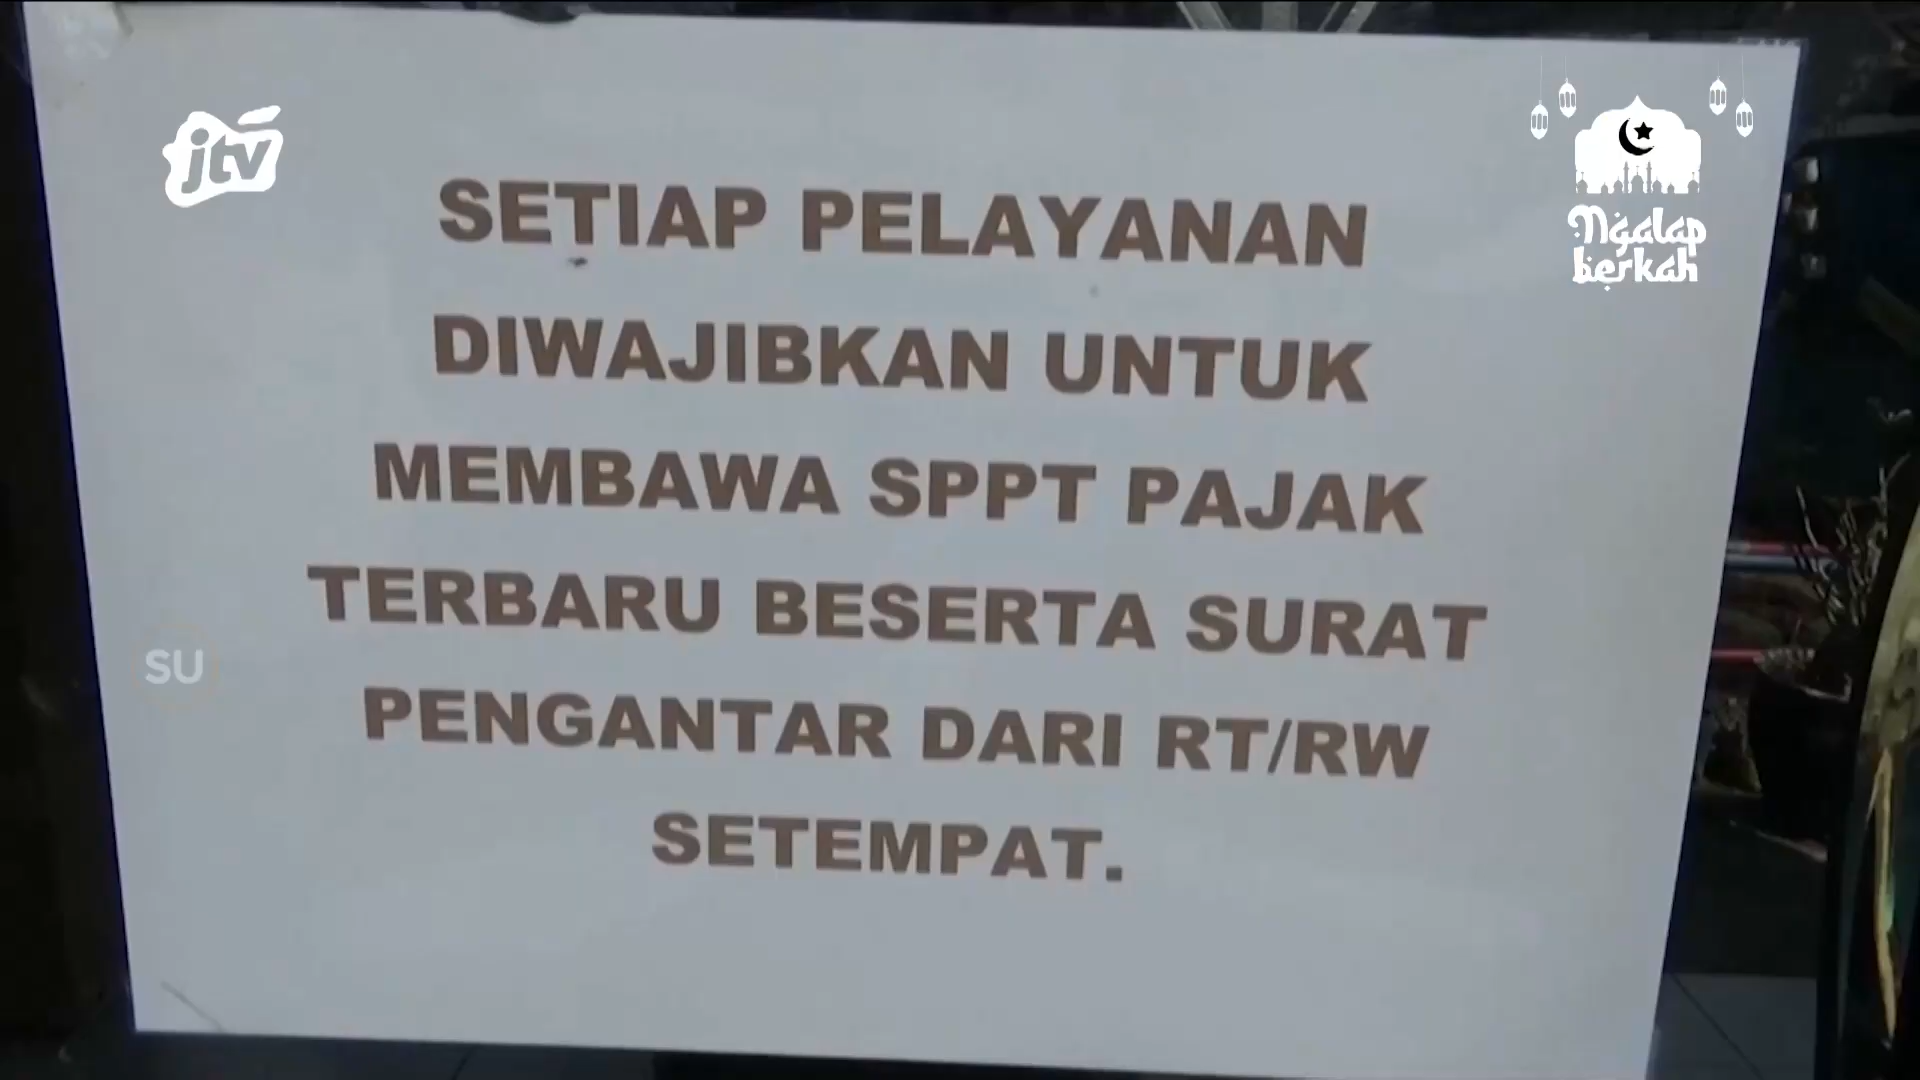 jtv
Ngalap
berkah
SETIAP PELAYANAN
DIWAJIBKAN UNTUK
MEMBAWA SPPT PAJAK
TERBARU BESERTA SURAT
SU
PENGANTAR DARI RT/RW
SETEMPAT.